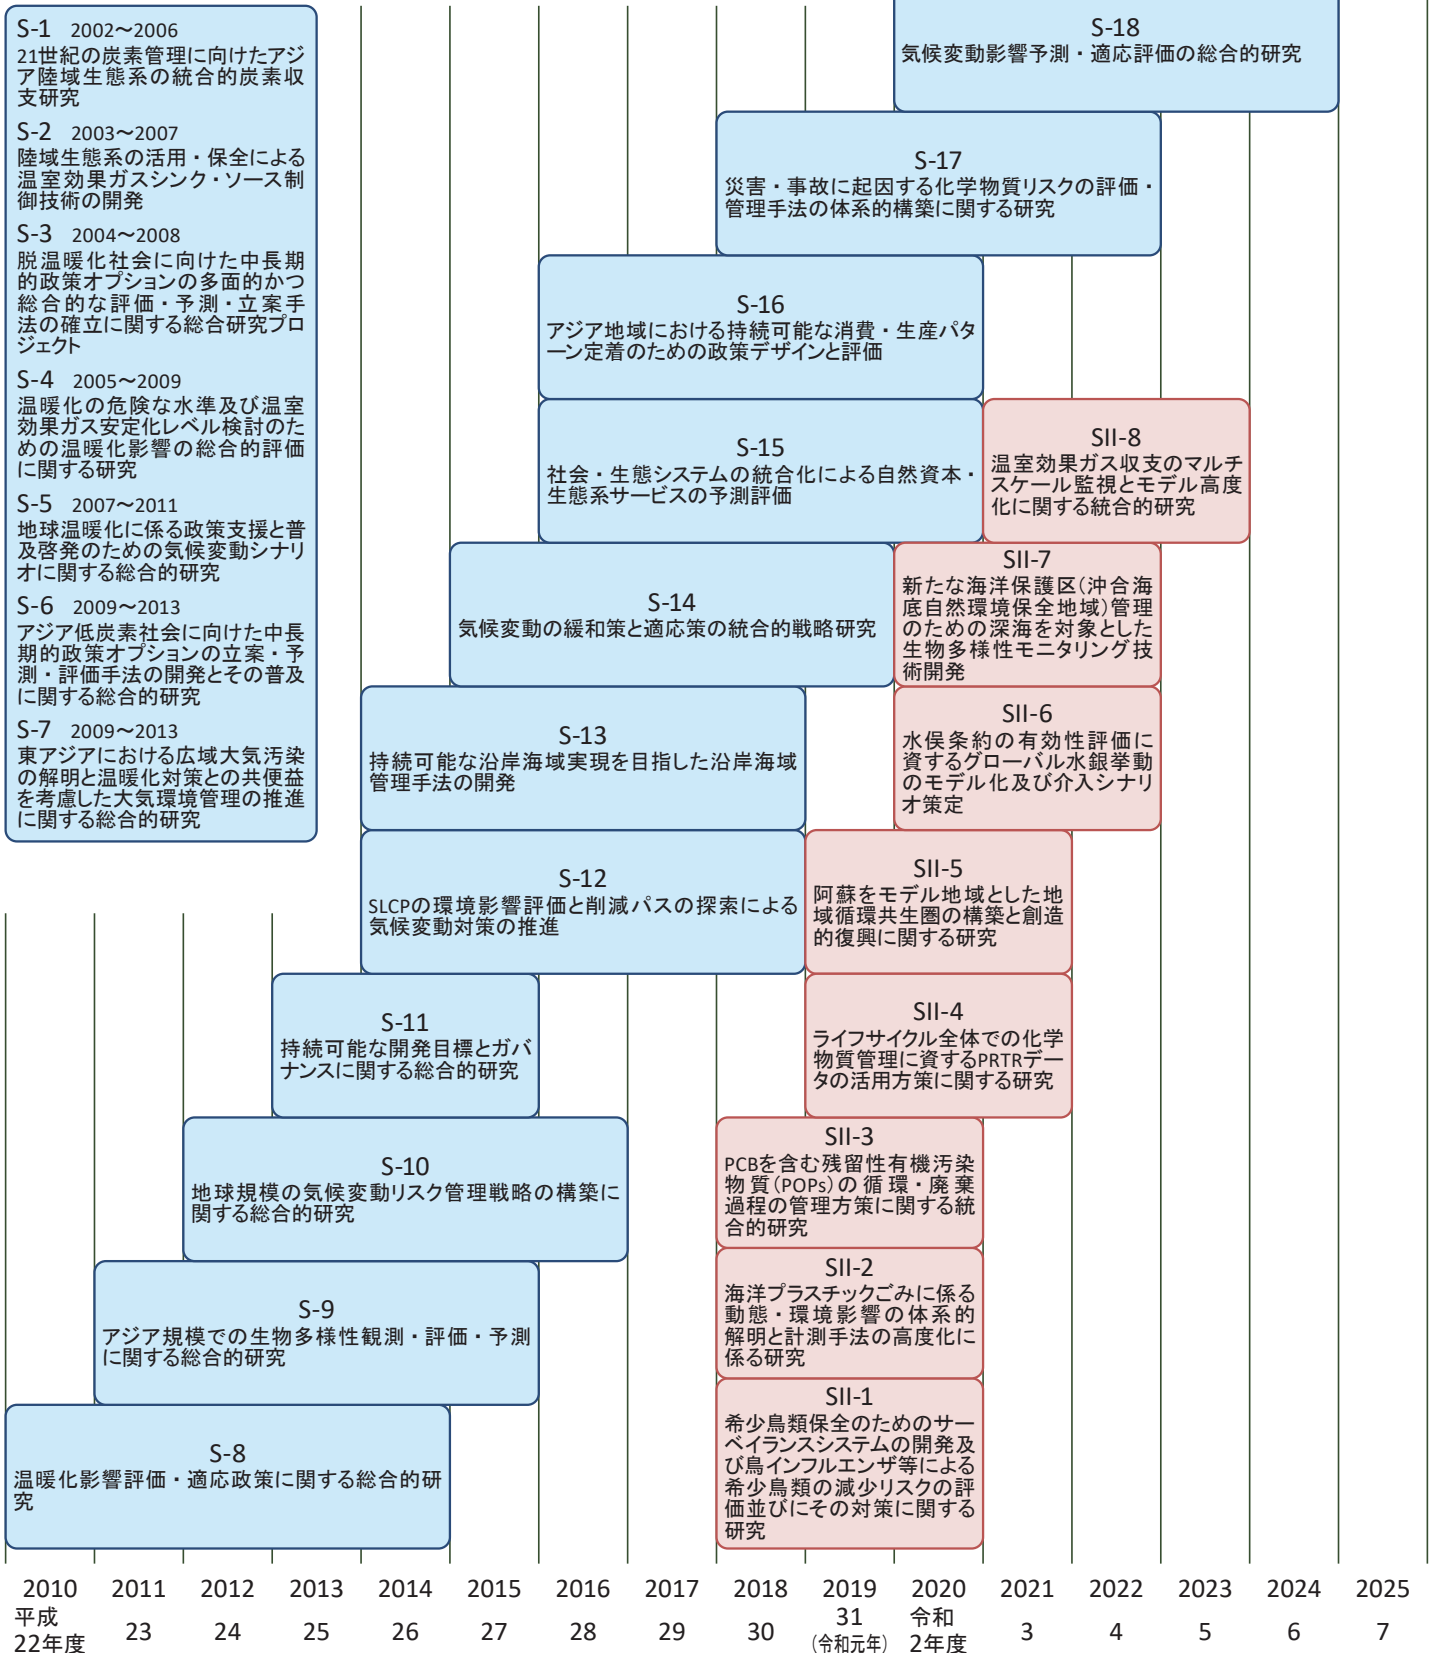 S-1 2002～2006
21世紀の炭素管理に向けたアジ
ア陸域生態系の統合的炭素収
支研究
S-2 2003～2007
陸域生態系の活用・保全による
温室効果ガスシンク・ソース制
御技術の開発
S-3 2004～2008
脱温暖化社会に向けた中長期
的政策オプションの多面的かつ
総合的な評価・予測・立案手
法の確立に関する総合研究プロ
ジェクト
S-4 2005～2009
温暖化の危険な水準及び温室
効果ガス安定化レベル検討のた
めの温暖化影響の総合的評価
に関する研究
S-5 2007～2011
地球温暖化に係る政策支援と普
及啓発のための気候変動シナリ
オに関する総合的研究
S-6 2009～2013
アジア低炭素社会に向けた中長
期的政策オプションの立案・予
測・評価手法の開発とその普及
に関する総合的研究
S-7 2009～2013
東アジアにおける広域大気汚染
の解明と温暖化対策との共便益
を考慮した大気環境管理の推進
に関する総合的研究
S-18
気候変動影響予測・適応評価の総合的研究
S-17
災害・事故に起因する化学物質リスクの評価・
管理手法の体系的構築に関する研究
S-16
アジア地域における持続可能な消費・生産パタ
ーン定着のための政策デザインと評価
S-15
社会・生態システムの統合化による自然資本・
生態系サービスの予測評価
SII-8
温室効果ガス収支のマルチ
スケール監視とモデル高度
化に関する統合的研究
S-14
気候変動の緩和策と適応策の統合的戦略研究
SII-7
新たな海洋保護区(沖合海
底自然環境保全地域)管理
のための深海を対象とした
生物多様性モニタリング技
術開発
S-13
持続可能な沿岸海域実現を目指した沿岸海域
管理手法の開発
SII-6
水俣条約の有効性評価に
資するグローバル水銀挙動
のモデル化及び介入シナリ
オ策定
S-12
SLCPの環境影響評価と削減パスの探索による
気候変動対策の推進
SII-5
阿蘇をモデル地域とした地
域循環共生圏の構築と創造
的復興に関する研究
S-11
持続可能な開発目標とガバ
ナンスに関する総合的研究
SII-4
ライフサイクル全体での化学
物質管理に資するPRTRデー
タの活用方策に関する研究
S-10
地球規模の気候変動リスク管理戦略の構築に
関する総合的研究
SII-3
PCBを含む残留性有機汚染
物質(POPs)の循環・廃棄
過程の管理方策に関する統
合的研究
S-9
アジア規模での生物多様性観測・評価・予測
に関する総合的研究
SII-2
海洋プラスチックごみに係る
動態・環境影響の体系的
解明と計測手法の高度化に
係る研究
S-8
温暖化影響評価・適応政策に関する総合的研
究
SII-1
希少鳥類保全のためのサー
ベイランスシステムの開発及
び鳥インフルエンザ等による
希少鳥類の減少リスクの評
価並びにその対策に関する
研究
2010 2011 2012 2013 2014 2015 2016 2017 2018 2019 2020 2021 2022 2023 2024 2025
平成 31 令和
22年度 23 24 25 26 27 28 29 30 (令和元年) 2年度 3 4 5 6 7